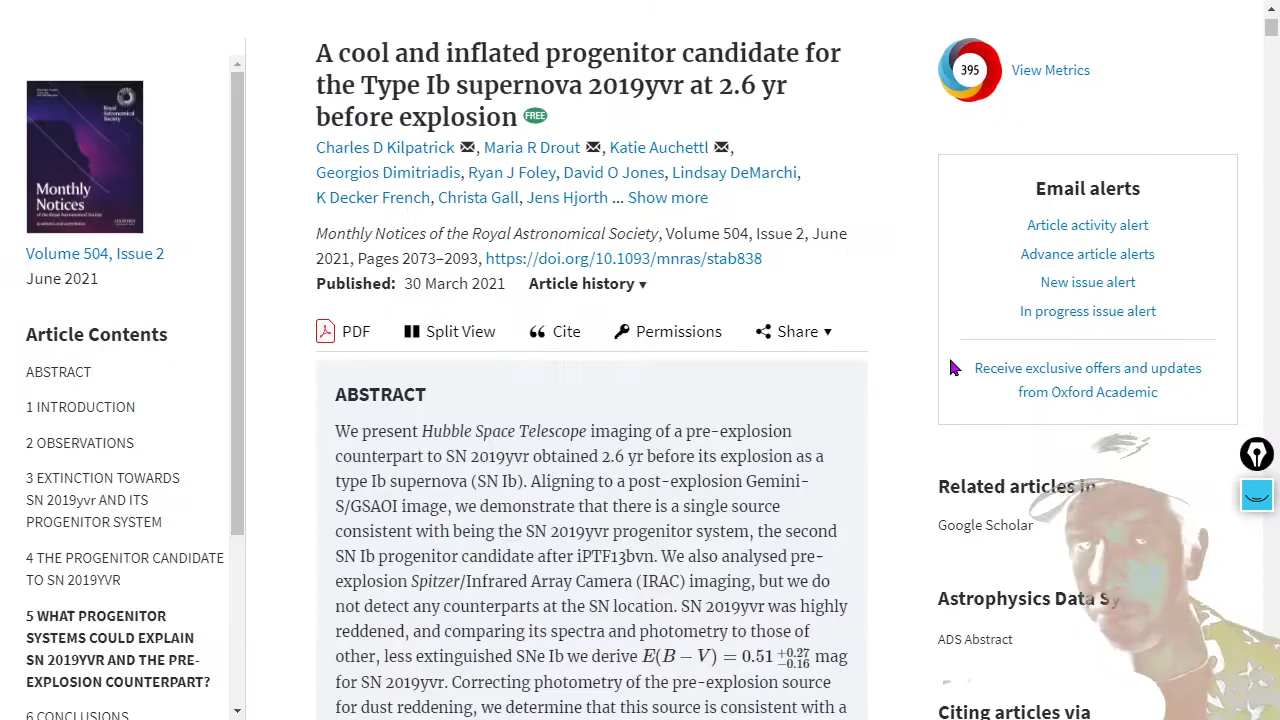 A cool and inflated progenitor candidate for
the Type Ib supernova 2019yvr at 2.6 yr
before explosion FREE
Charles D Kilpatrick, Maria R Drout, Katie Auchettl,
Georgios Dimitriadis, Ryan J Foley, David O Jones, Lindsay DeMarchi,
K Decker French, Christa Gall, Jens Hjorth ... Show more
Monthly Notices of the Royal Astronomical Society, Volume 504, Issue 2, June
2021, Pages 2073–2093, https://doi.org/10.1093/mnras/stab838
Published: 30 March 2021 Article history ▾
PDF Split View Cite Permissions Share ▾
ABSTRACT
We present Hubble Space Telescope imaging of a pre-explosion
counterpart to SN 2019yvr obtained 2.6 yr before its explosion as a
type Ib supernova (SN Ib). Aligning to a post-explosion Gemini-
S/GSAOI image, we demonstrate that there is a single source
consistent with being the SN 2019yvr progenitor system, the second
SN Ib progenitor candidate after iPTF13bvn. We also analysed pre-
explosion Spitzer/Infrared Array Camera (IRAC) imaging, but we do
not detect any counterparts at the SN location. SN 2019yvr was highly
reddened, and comparing its spectra and photometry to those of
other, less extinguished SNe Ib we derive E(B − V) = 0.51 +0.27 −0.16 mag
for SN 2019yvr. Correcting photometry of the pre-explosion source
for dust reddening, we determine that this source is consistent with a
Royal Astronomical Society
Monthly
Notices
of the Royal Astronomical Society
Volume 504, Issue 2
June 2021
Article Contents
ABSTRACT
1 INTRODUCTION
2 OBSERVATIONS
3 EXTINCTION TOWARDS
SN 2019yvr AND ITS
PROGENITOR SYSTEM
4 THE PROGENITOR CANDIDATE
TO SN 2019YVR
5 WHAT PROGENITOR
SYSTEMS COULD EXPLAIN
SN 2019YVR AND THE PRE-
EXPLOSION COUNTERPART?
6 CONCLUSIONS
395 View Metrics
Email alerts
Article activity alert
Advance article alerts
New issue alert
In progress issue alert
Receive exclusive offers and updates
from Oxford Academic
Related articles in
Google Scholar
Astrophysics Data Sy
ADS Abstract
Citing articles via